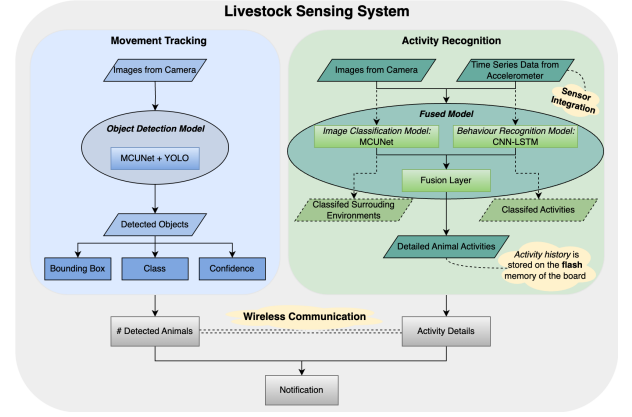 Livestock Sensing System
Movement Tracking
Images from Camera
Object Detection Model
MCUNet + YOLO
Detected Objects
Bounding Box
Class
Confidence
Activity Recognition
Images from Camera
Time Series Data from
Accelerometer
Sensor
Integration
Fused Model
Image Classification Model:
MCUNet
Behaviour Recognition Model:
CNN-LSTM
Fusion Layer
Classifed Surrouding
Environments
Classifed Activities
Detailed Animal Activities
Activity history is
stored on the flash
memory of the board
Wireless Communication
# Detected Animals
Activity Details
Notification